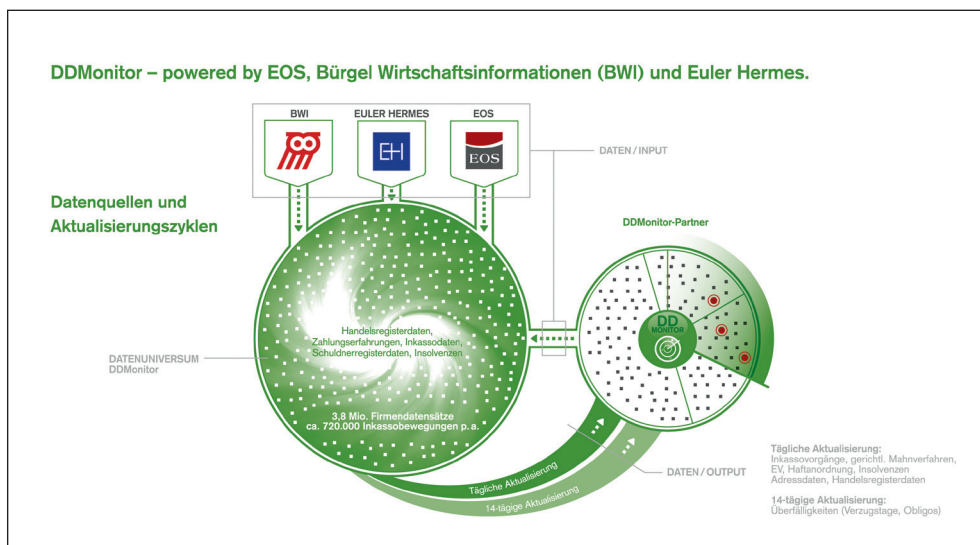 DDMonitor – powered by EOS, Bürgel Wirtschaftsinformationen (BWI) und Euler Hermes.
BWI
EULER HERMES
EOS
EH
EOS
DATEN / INPUT
Datenquellen und
Aktualisierungszyklen
DDMonitor-Partner
DD
MONITOR
Handelsregisterdaten,
Zahlungserfahrungen, Inkassodaten,
Schuldnerregisterdaten, Insolvenzen
DATENUNIVERSUM
DDMonitor
3,8 Mio. Firmendatensätze
ca. 720.000 Inkassobewegungen p. a.
Tägliche Aktualisierung
14-tägige Aktualisierung
DATEN / OUTPUT
Tägliche Aktualisierung:
Inkassovorgänge, gerichtl. Mahnverfahren,
EV, Haftanordnung, Insolvenzen
Adressdaten, Handelsregisterdaten
14-tägige Aktualisierung:
Überfälligkeiten (Verzugstage, Obligos)